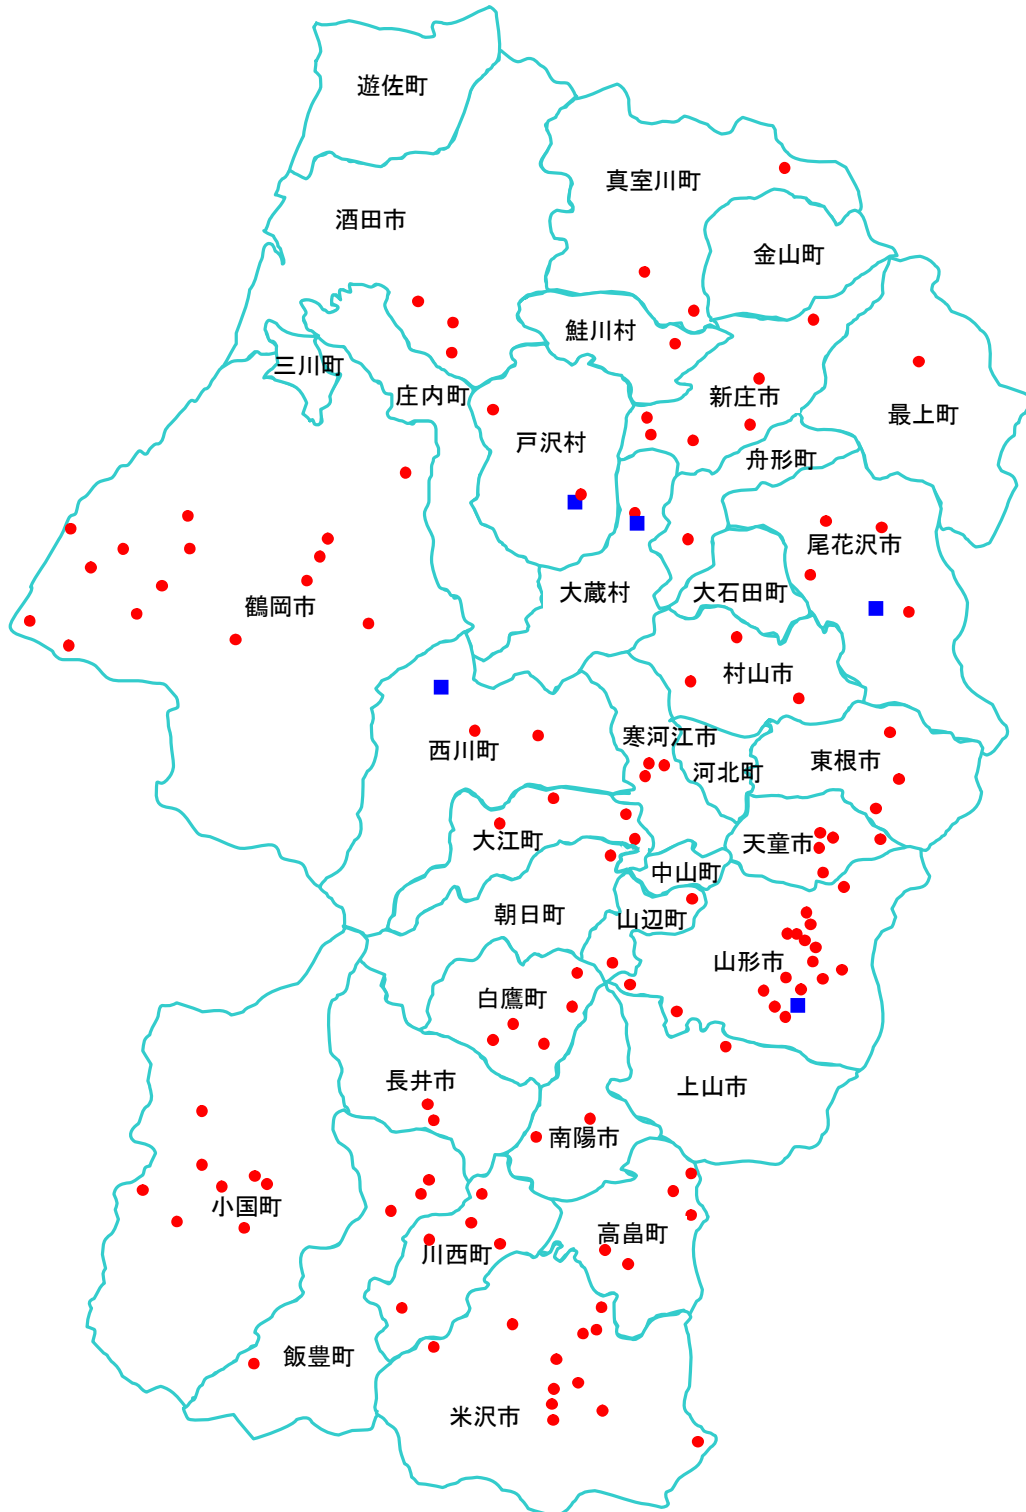 遊佐町
真室川町
酒田市
金山町
鮭川村
三川町
庄内町
新庄市
最上町
戸沢村
舟形町
尾花沢市
大蔵村
大石田町
鶴岡市
村山市
寒河江市
西川町
東根市
河北町
大江町
天童市
中山町
朝日町
山辺町
山形市
白鷹町
長井市
上山市
南陽市
小国町
高畠町
川西町
飯豊町
米沢市